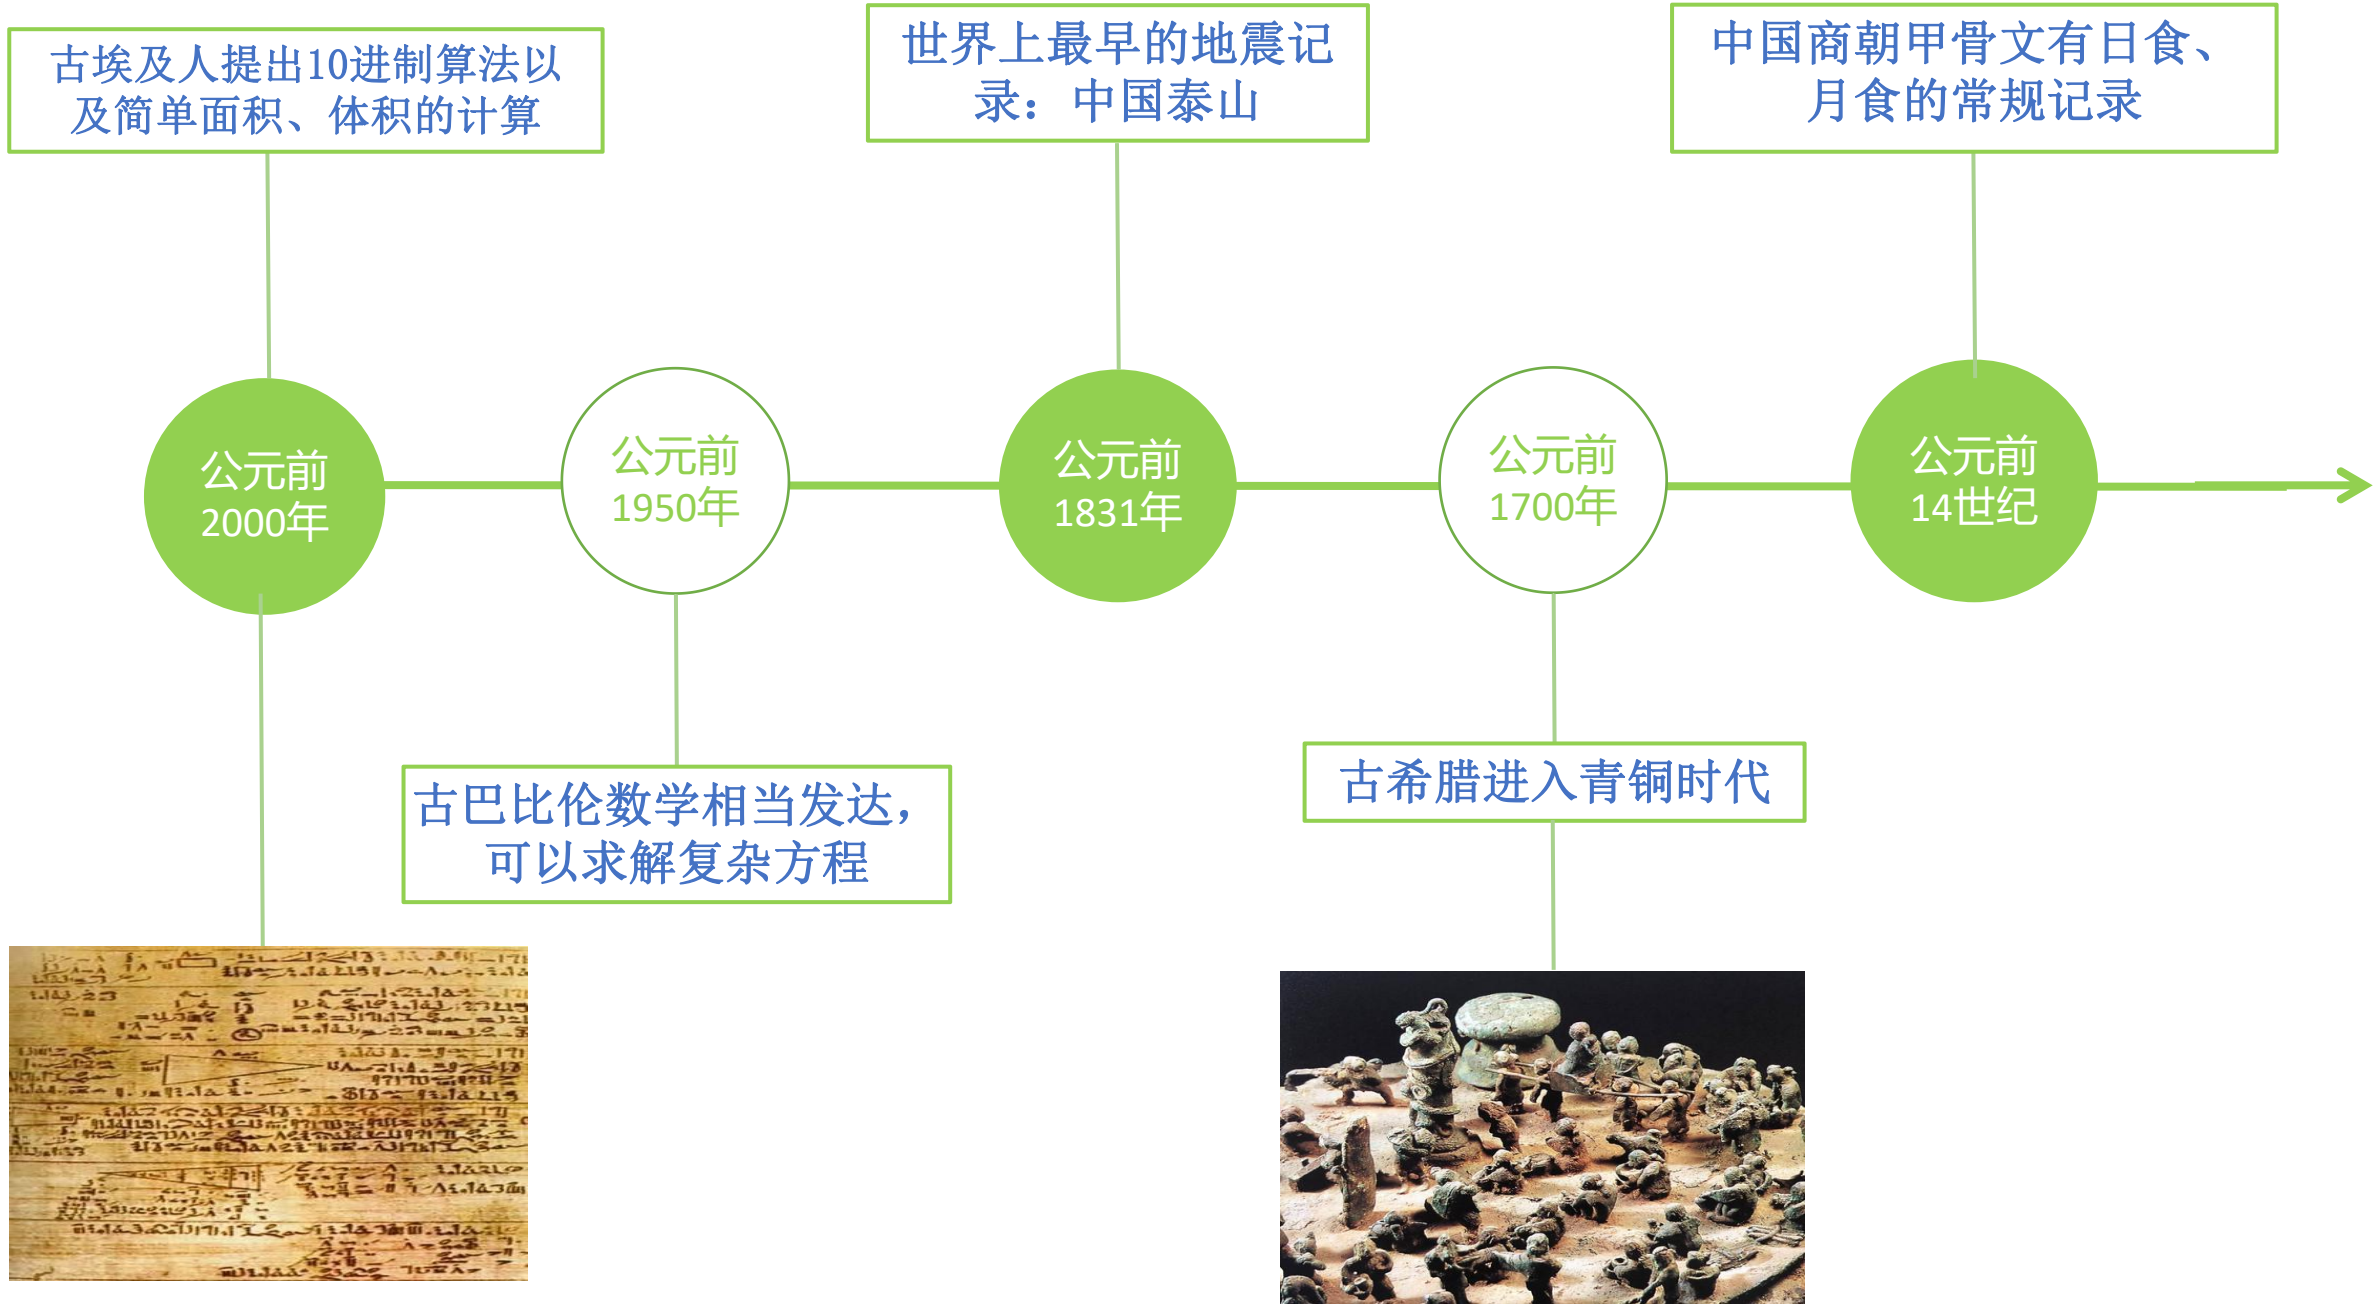 古埃及人提出10进制算法以
及简单面积、体积的计算
世界上最早的地震记
录：中国泰山
中国商朝甲骨文有日食、
月食的常规记录
公元前
2000年
公元前
1950年
公元前
1831年
公元前
1700年
公元前
14世纪
古巴比伦数学相当发达，
可以求解复杂方程
古希腊进入青铜时代